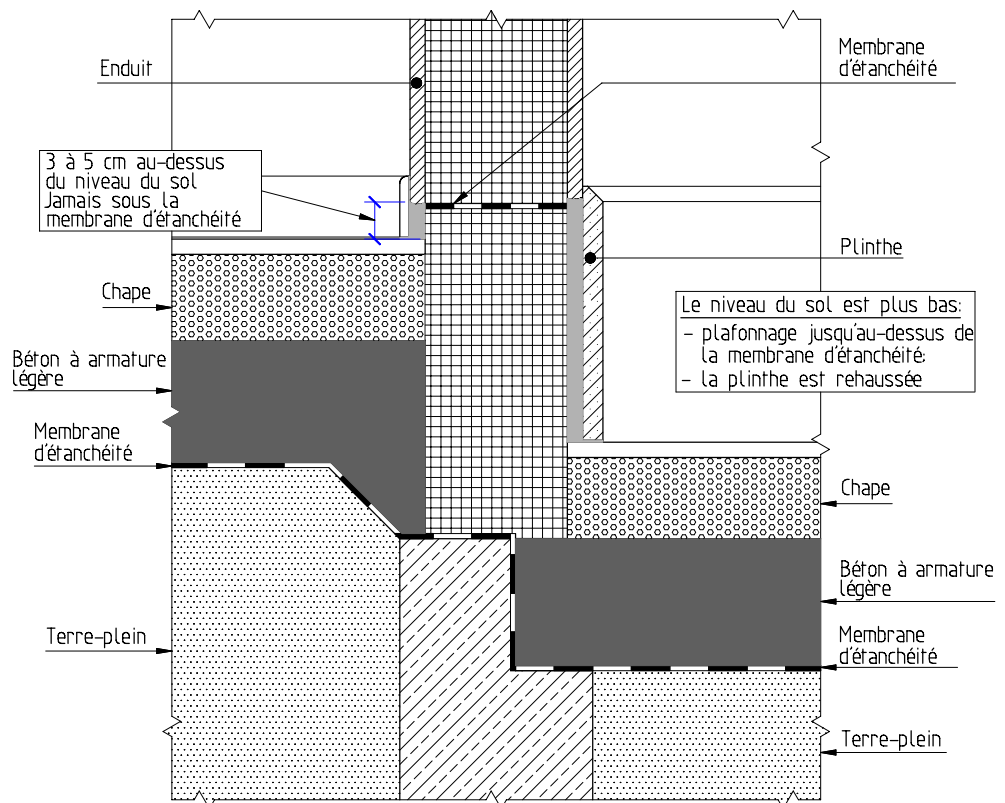 Enduit
Membrane
d'étanchéité
3 à 5 cm au-dessus
du niveau du sol
Jamais sous la
membrane d'étanchéité
Plinthe
Chape
Le niveau du sol est plus bas:
- plafonnage jusqu'au-dessus de
la membrane d'étanchéité;
- la plinthe est rehaussée
Béton à armature
légère
Membrane
d'étanchéité
Chape
Béton à armature
légère
Terre-plein
Membrane
d'étanchéité
Terre-plein